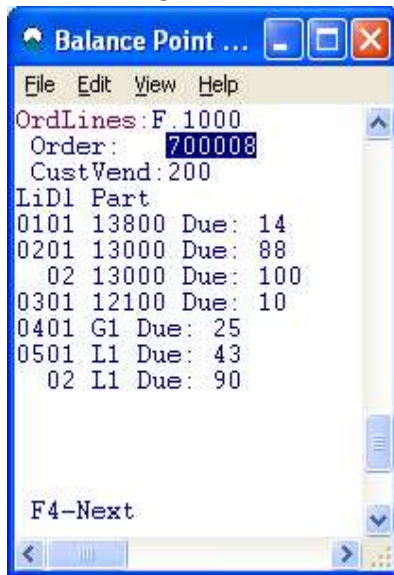 Balance Point ...
File Edit View Help
OrdLines:F.1000
Order: 700008
CustVend:200
LiDl Part
0101 13800 Due: 14
0201 13000 Due: 88
02 13000 Due: 100
0301 12100 Due: 10
0401 G1 Due: 25
0501 L1 Due: 43
02 L1 Due: 90
F4-Next